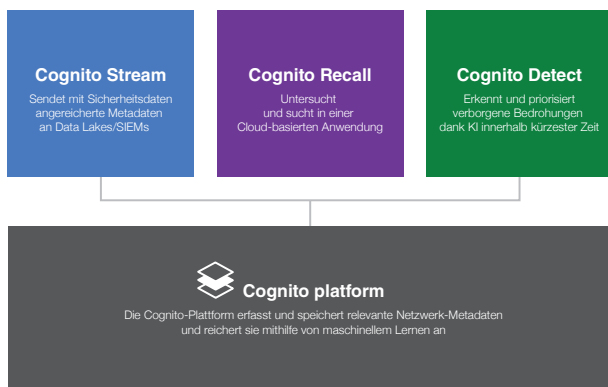 Cognito Stream
Sendet mit Sicherheitsdaten
angereicherte Metadaten
an Data Lakes/SIEMs
Cognito Recall
Untersucht
und sucht in einer
Cloud-basierten Anwendung
Cognito Detect
Erkennt und priorisiert
verborgene Bedrohungen
dank KI innerhalb kürzester Zeit
Cognito platform
Die Cognito-Plattform erfasst und speichert relevante Netzwerk-Metadaten
und reichert sie mithilfe von maschinellem Lernen an